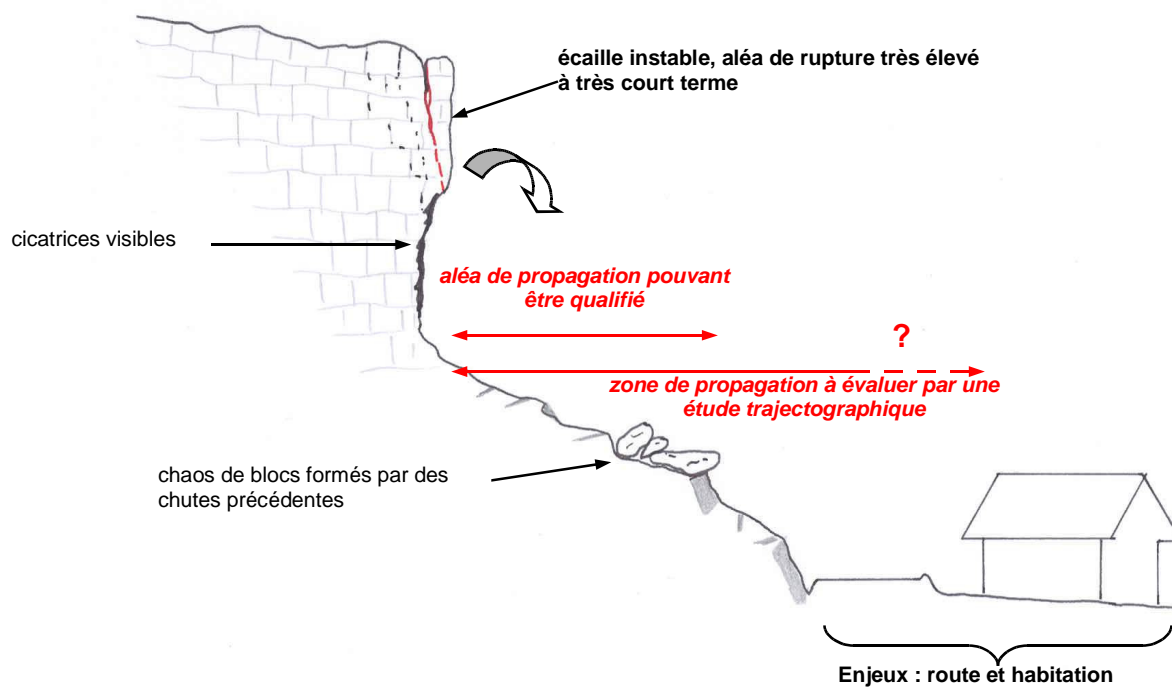 écaille instable, aléa de rupture très élevé
à très court terme
cicatrices visibles
aléa de propagation pouvant
être qualifié
?
zone de propagation à évaluer par une
étude trajectographique
chaos de blocs formés par des
chutes précédentes
Enjeux : route et habitation